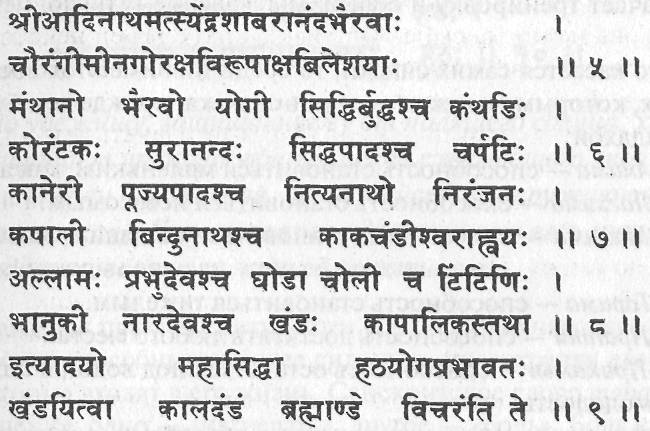 श्रीआदिनाथमत्स्येंद्रशाबरानंदभैरवाः ।
चौरंगीमीनगोरक्षविरूपाक्षबिलेशयाः ॥ ५ ॥
मंथानो भैरवो योगी सिद्धिर्बुद्धश्च कंथडिः ।
कोरंटकः सुरानन्दः सिद्धपादश्च चर्पटिः ॥ ६ ॥
कानेरी पूज्यपादश्च नित्यनाथो निरंजनः ।
कपाली बिन्दुनाथश्च काकचंडीश्वराह्वयः ॥ ७ ॥
अल्लामः प्रभुदेवश्च घोडा चोली च टिंटिणिः ।
भानुकी नारदेवश्च खंडः कापालिकस्तथा ॥ ८ ॥
इत्यादयो महासिद्धा हठयोगप्रभावतः ।
खंडयित्वा कालदंडं ब्रह्माण्डे विचरंति ते ॥ ९ ॥